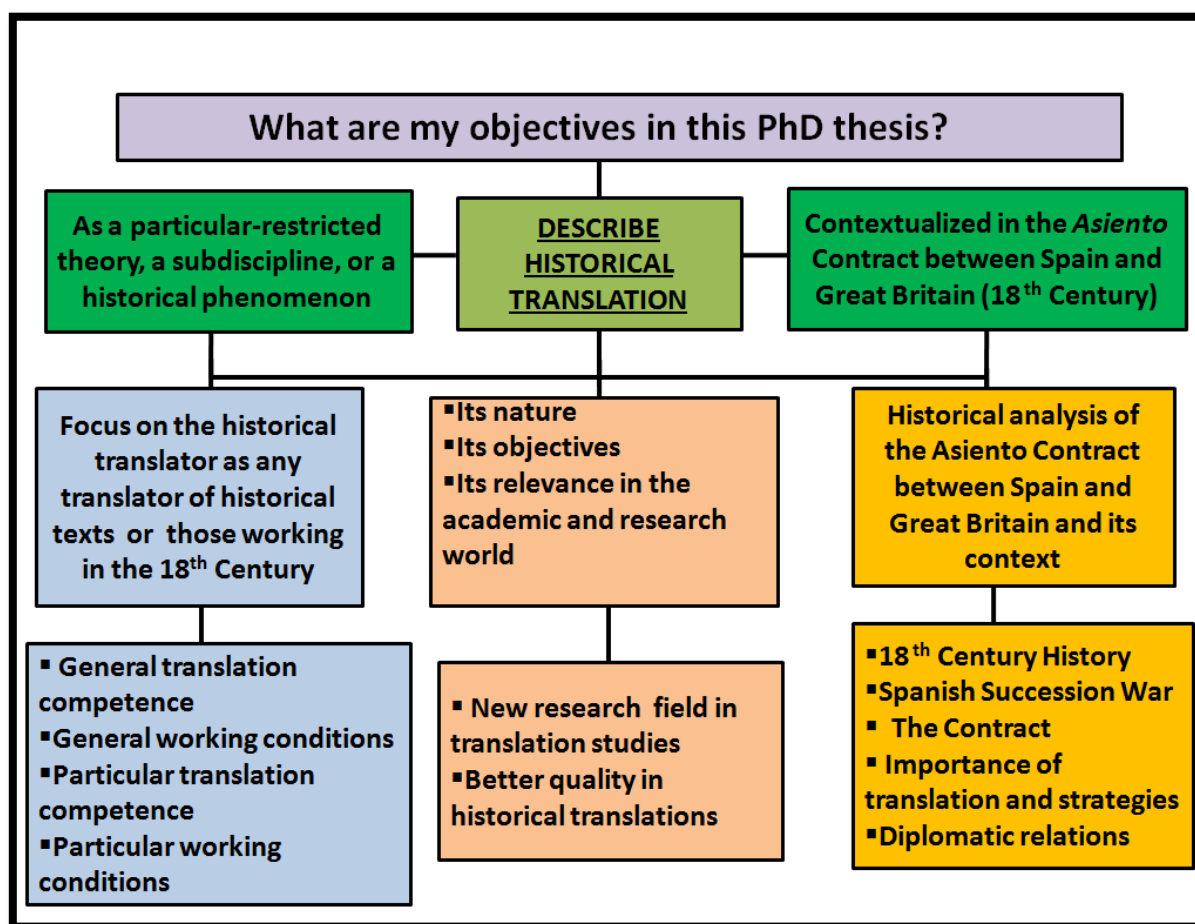 What are my objectives in this PhD thesis?
As a particular-restricted
theory, a subdiscipline, or a
historical phenomenon
DESCRIBE
HISTORICAL
TRANSLATION
Contextualized in the Asiento
Contract between Spain and
Great Britain (18th Century)
Focus on the historical
translator as any
translator of historical
texts or those working
in the 18th Century
▪Its nature
▪Its objectives
▪Its relevance in the
academic and research
world
Historical analysis of
the Asiento Contract
between Spain and
Great Britain and its
context
▪ General translation
competence
▪General working conditions
▪Particular translation
competence
▪Particular working
conditions
▪ New research field in
translation studies
▪Better quality in
historical translations
▪18th Century History
▪Spanish Succession War
▪ The Contract
▪ Importance of
translation and strategies
▪Diplomatic relations